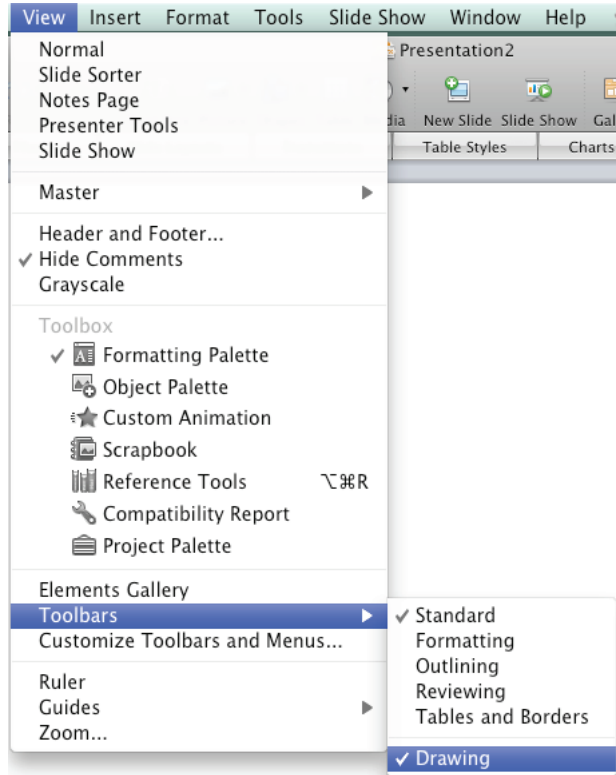 View Insert Format Tools Slide Show Window Help
Presentation2
dia New Slide Slide Show Gal
Table Styles Charts
Normal
Slide Sorter
Notes Page
Presenter Tools
Slide Show
Master
Header and Footer...
✓ Hide Comments
Grayscale
Toolbox
✓ Formatting Palette
Object Palette
Custom Animation
Scrapbook
Reference Tools ⌥⌘R
Compatibility Report
Project Palette
Elements Gallery
Toolbars
Customize Toolbars and Menus...
Ruler
Guides
Zoom...
✓ Standard
Formatting
Outlining
Reviewing
Tables and Borders
✓ Drawing